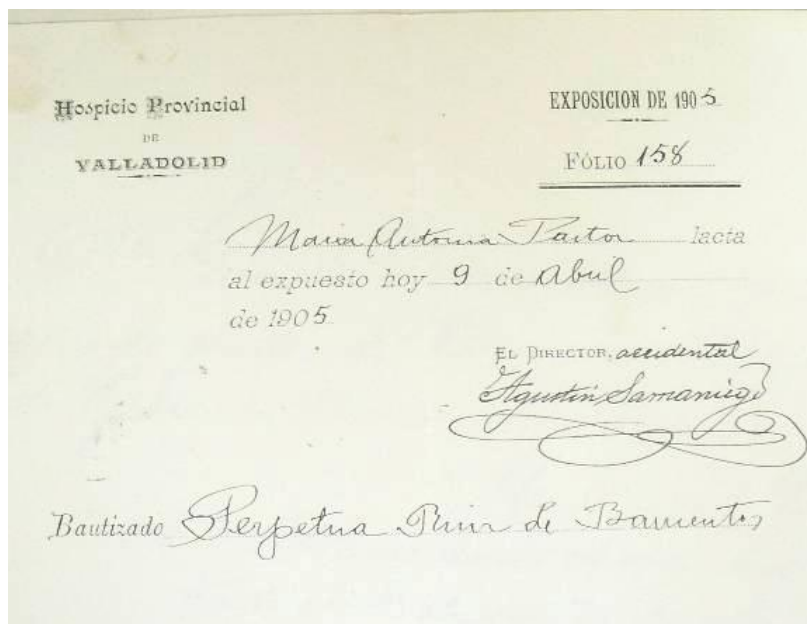 Hospicio Provincial
DE
VALLADOLID
EXPOSICION DE 1905
FÓLIO 158
Maria Antonia Pastor lacta
al expuesto hoy 9 de Abril
de 1905
EL DIRECTOR, accidental
Agustin Samaniego
Bautizado Perpetua Ruiz de Barrientos